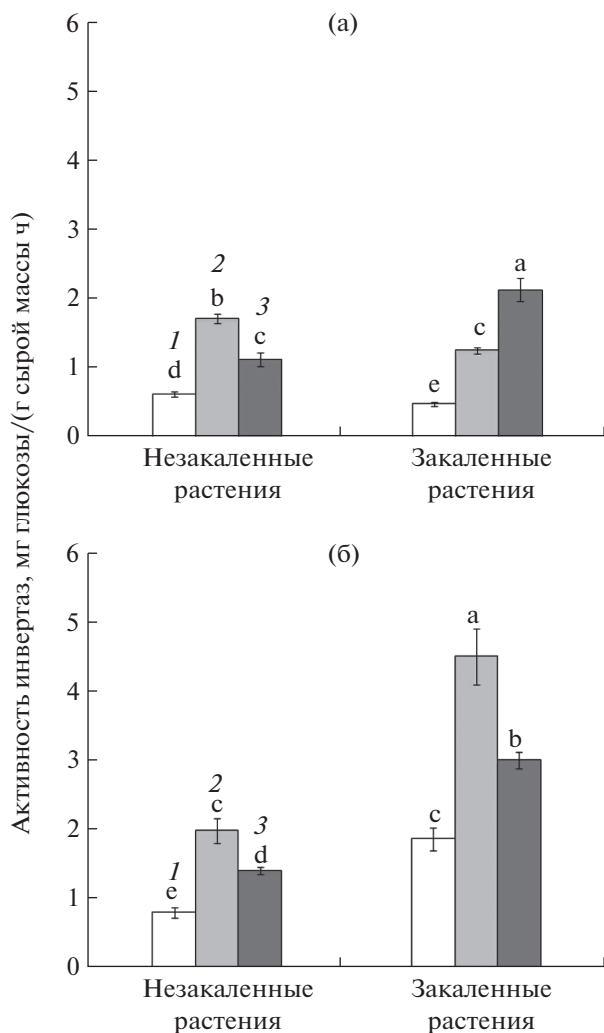 Активность инвертаз, мг глюкозы/(г сырой массы ч)
(а)
6
5
4
3
2
1
0
1
d
2
b
3
c
e
c
a
Незакаленные
растения
Закаленные
растения
(б)
6
5
4
3
2
1
0
1
e
2
c
3
d
c
a
b
Незакаленные
растения
Закаленные
растения